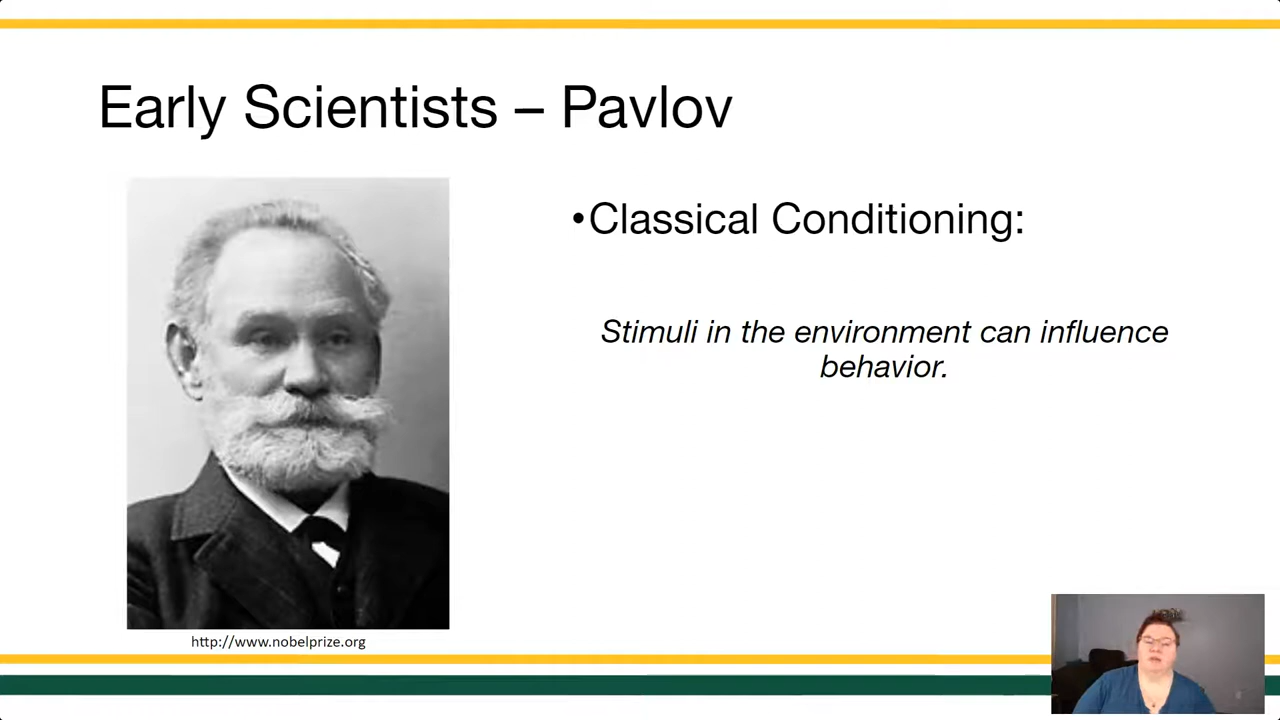 Early Scientists – Pavlov
•Classical Conditioning:
Stimuli in the environment can influence
behavior.
http://www.nobelprize.org